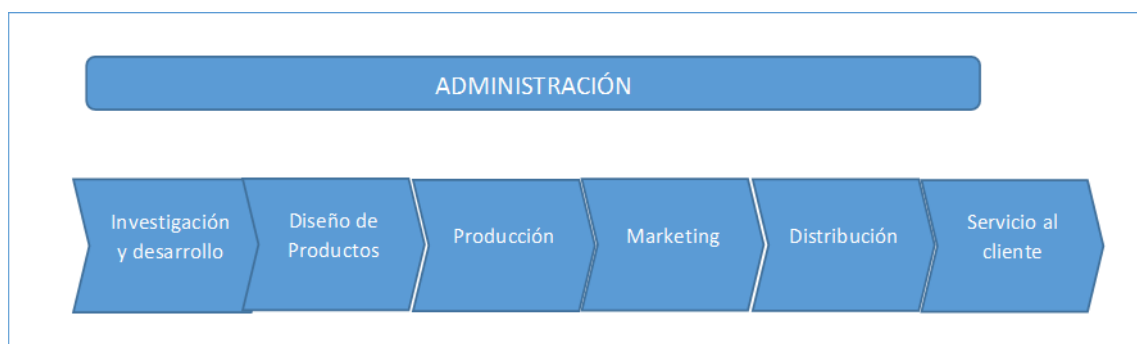 ADMINISTRACIÓN
Investigación
y desarrollo
Diseño de
Productos
Producción
Marketing
Distribución
Servicio al
cliente